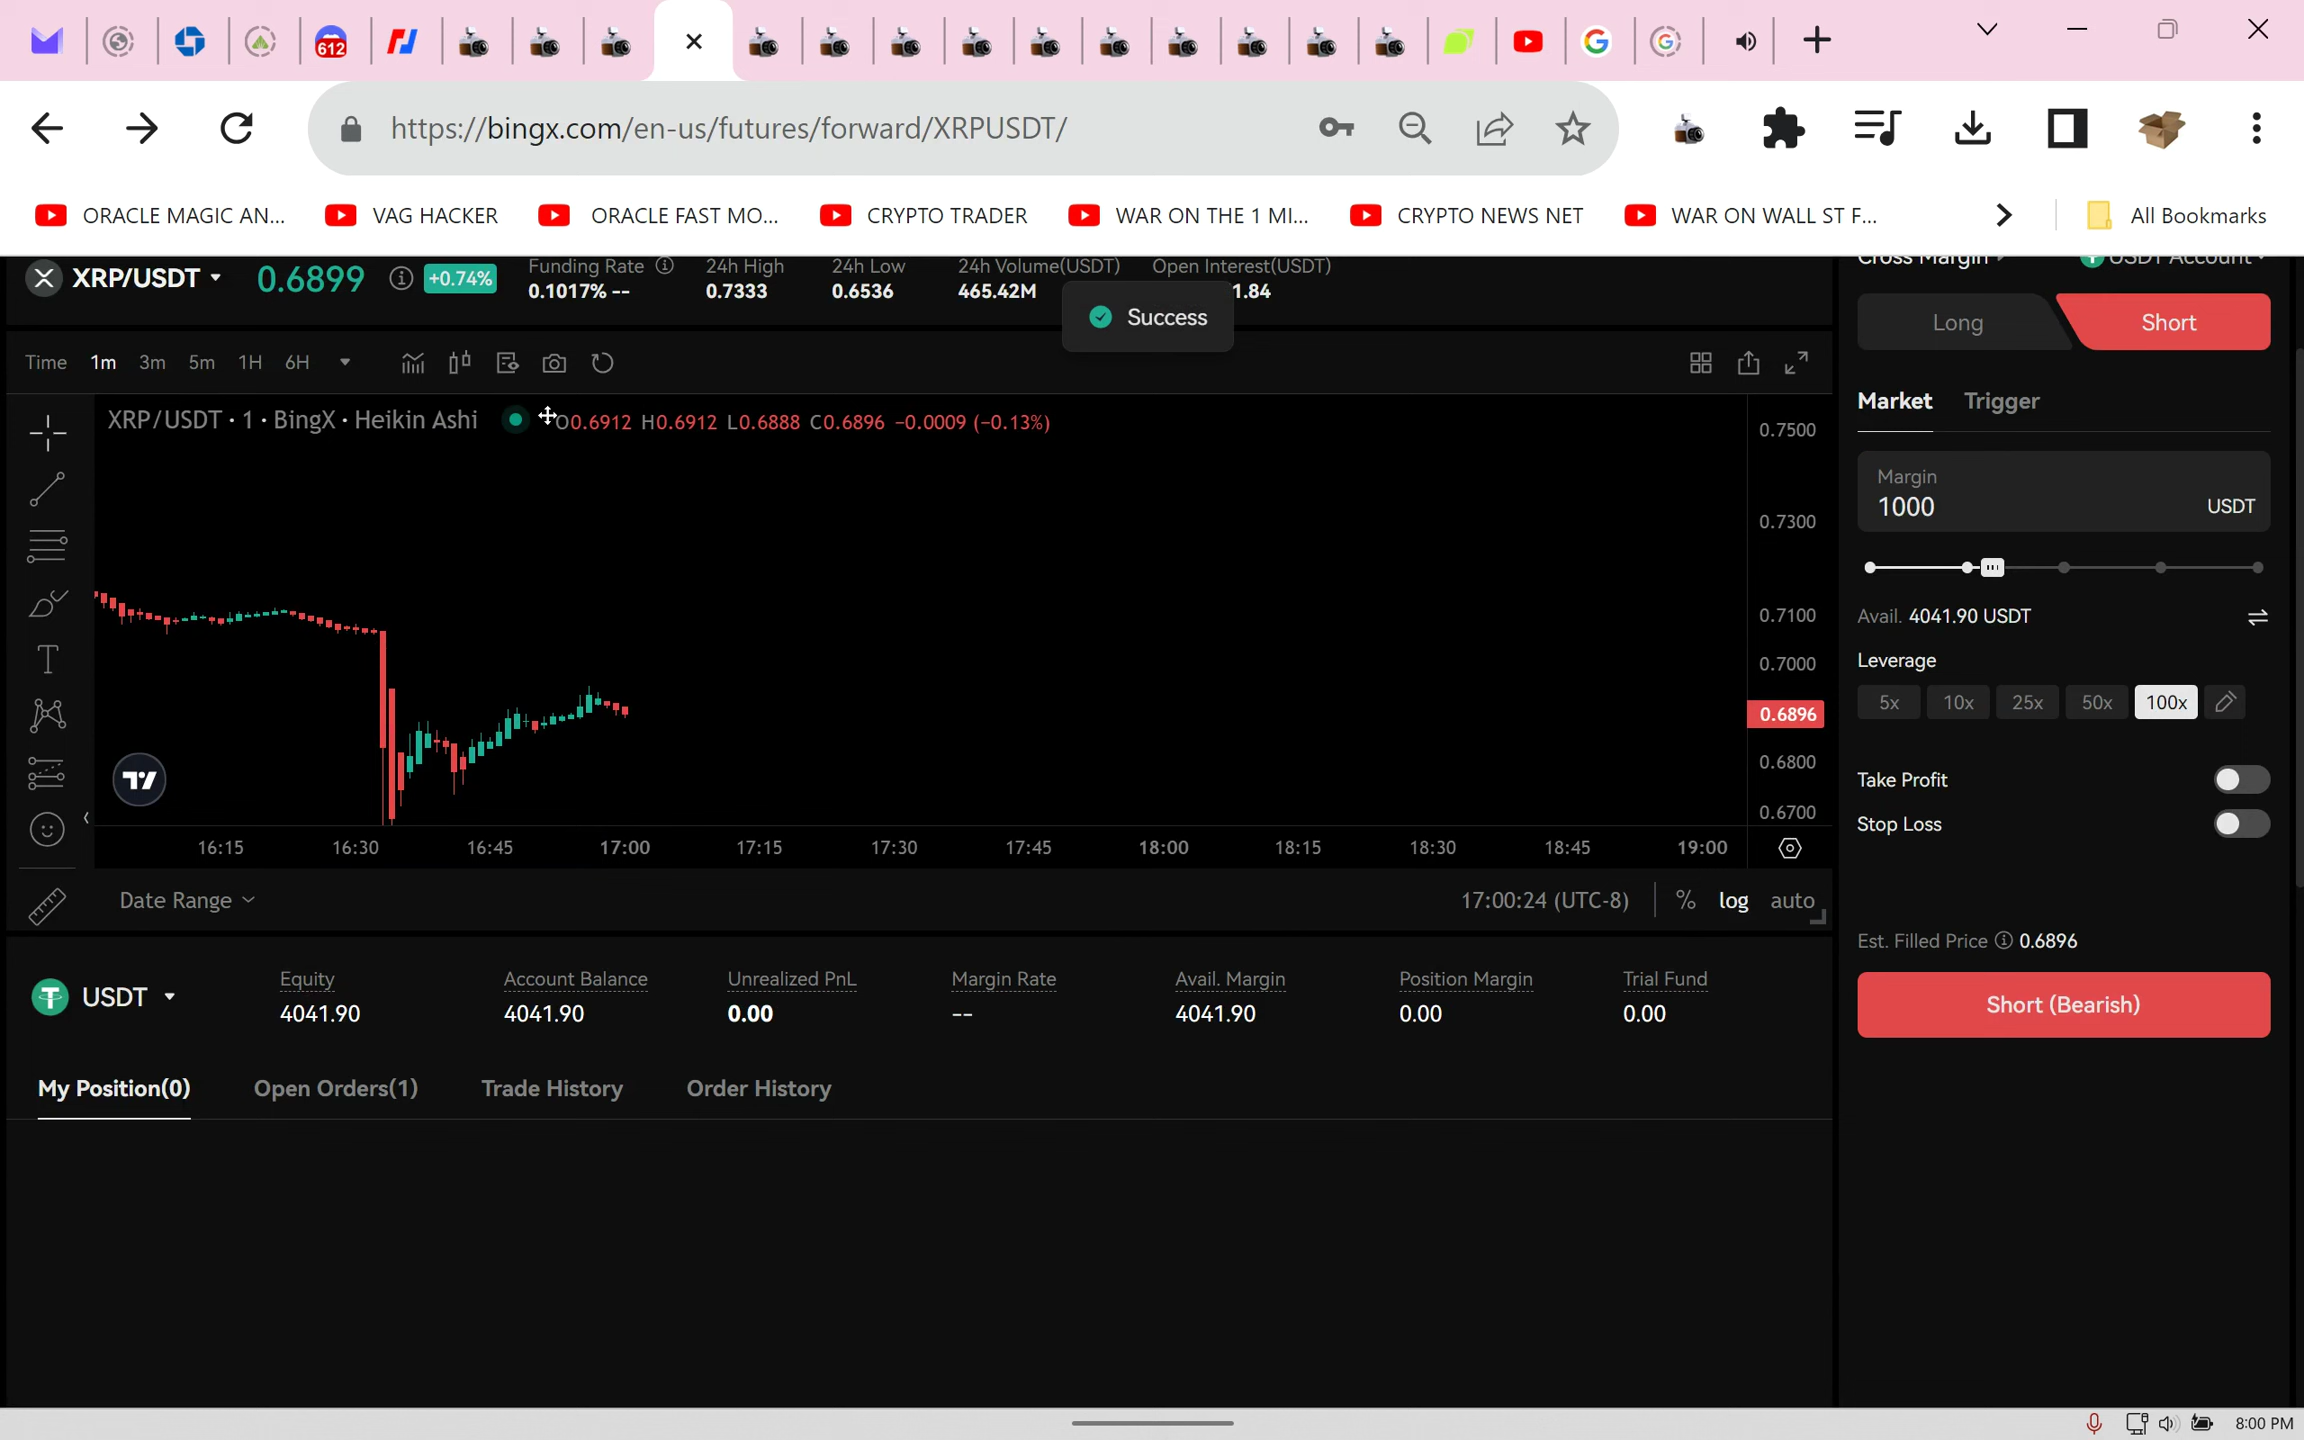 612
https://bingx.com/en-us/futures/forward/XRPUSDT/
ORACLE MAGIC AN... VAG HACKER ORACLE FAST MO... CRYPTO TRADER WAR ON THE 1 MI... CRYPTO NEWS NET WAR ON WALL ST F... All Bookmarks
XRP/USDT 0.6899 +0.74%
Funding Rate 24h High 24h Low 24h Volume(USDT) Open Interest(USDT)
0.1017% -- 0.7333 0.6536 465.42M 1.84
Success
Time 1m 3m 5m 1H 6H
XRP/USDT · 1 · BingX · Heikin Ashi O0.6912 H0.6912 L0.6888 C0.6896 −0.0009 (−0.13%)
0.7500
0.7300
0.7100
0.7000
0.6896
0.6800
0.6700
16:15 16:30 16:45 17:00 17:15 17:30 17:45 18:00 18:15 18:30 18:45 19:00
Date Range 17:00:24 (UTC-8) % log auto
USDT
Equity Account Balance Unrealized PnL Margin Rate Avail. Margin Position Margin Trial Fund
4041.90 4041.90 0.00 -- 4041.90 0.00 0.00
My Position(0) Open Orders(1) Trade History Order History
Cross Margin USDT Account
Long Short
Market Trigger
Margin
1000 USDT
Avail. 4041.90 USDT
Leverage
5x 10x 25x 50x 100x
Take Profit
Stop Loss
Est. Filled Price 0.6896
Short (Bearish)
8:00 PM